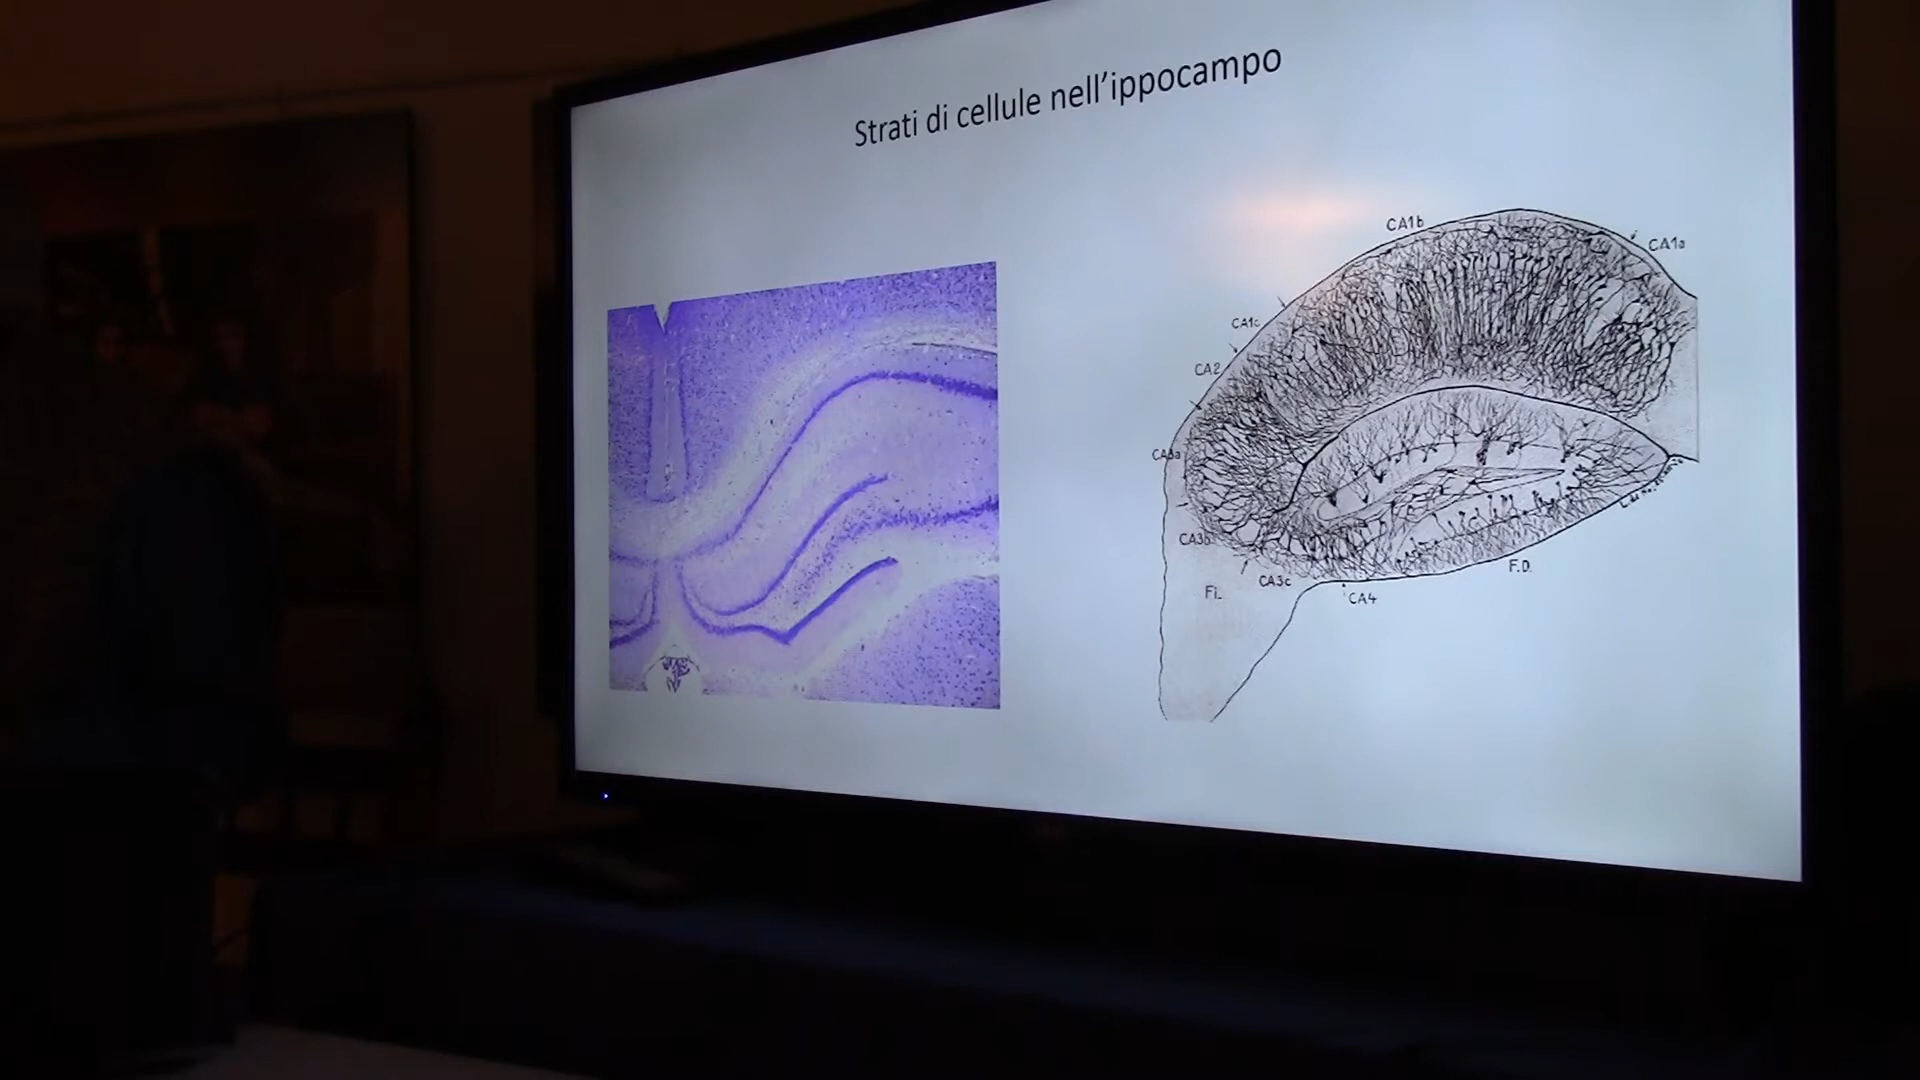 Strati di cellule nell'ippocampo
CA1b
CA1a
CA1c
CA2
CA3a
CA3b
CA3c
Fi.
CA4
F.D.